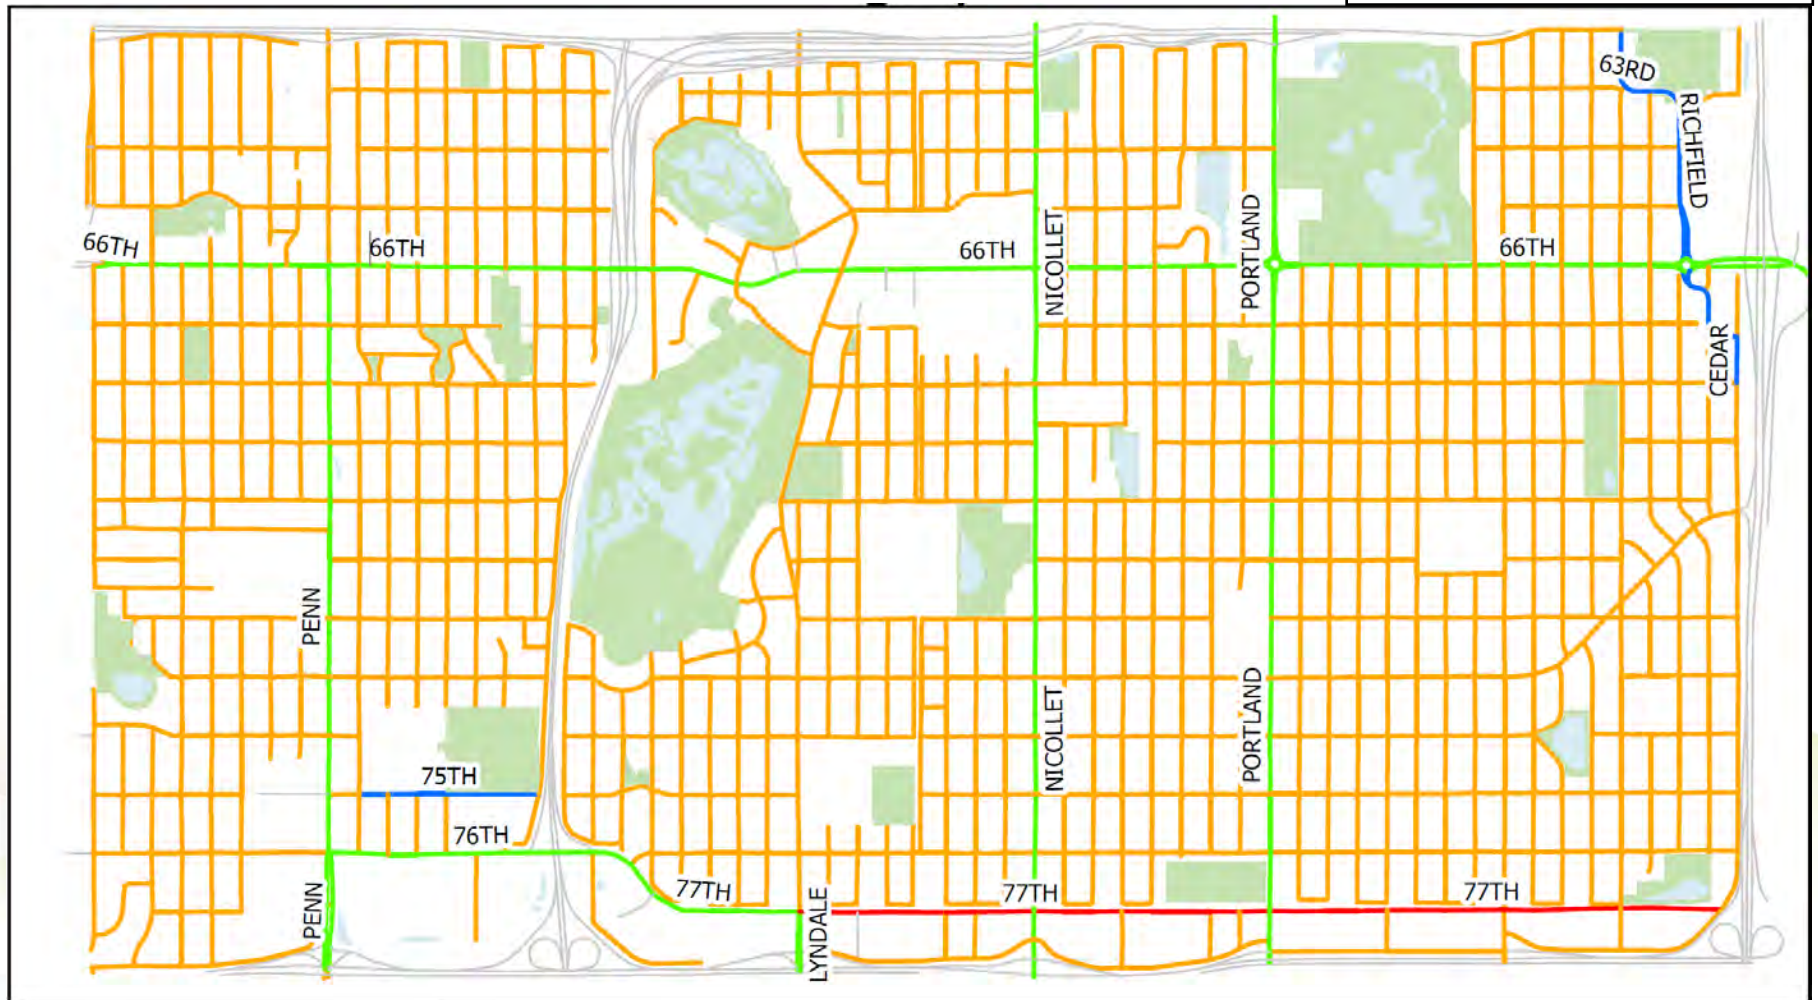 63RD
RICHFIELD
66TH
66TH
66TH
NICOLLET
PORTLAND
66TH
CEDAR
PENN
NICOLLET
PORTLAND
75TH
76TH
PENN
77TH
LYNDALE
77TH
77TH